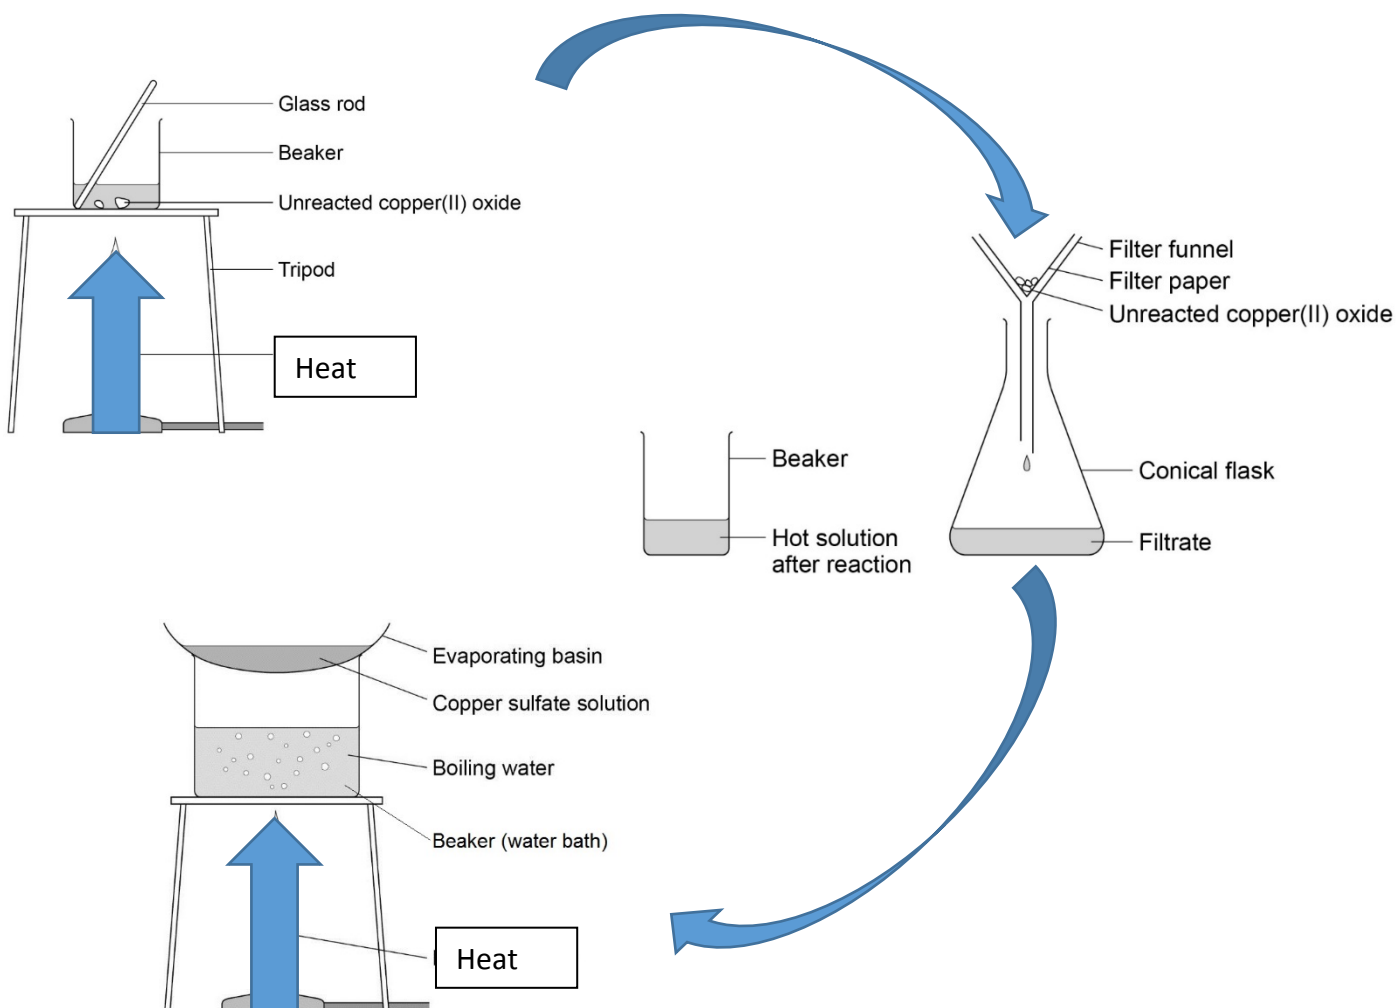 Glass rod
Beaker
Unreacted copper(II) oxide
Tripod
Heat
Filter funnel
Filter paper
Unreacted copper(II) oxide
Beaker
Conical flask
Hot solution
after reaction
Filtrate
Evaporating basin
Copper sulfate solution
Boiling water
Beaker (water bath)
Heat